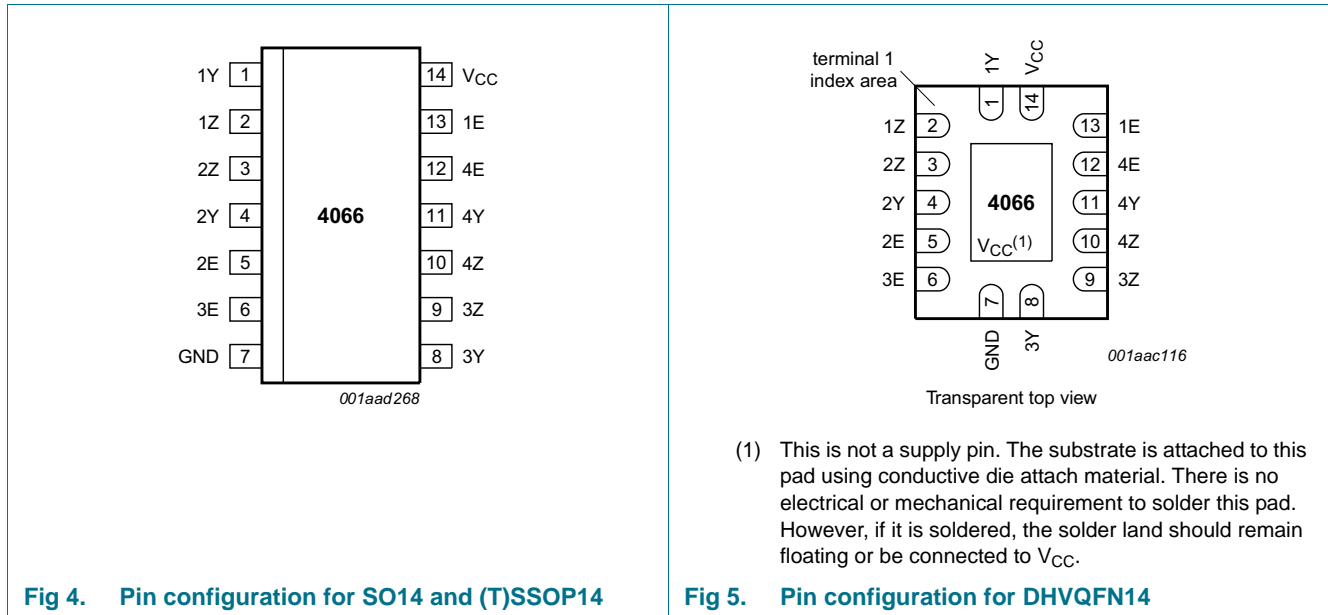 1Y 1
1Z 2
2Z 3
2Y 4
2E 5
3E 6
GND 7
4066
14 VCC
13 1E
12 4E
11 4Y
10 4Z
9 3Z
8 3Y
001aad268
Fig 4. Pin configuration for SO14 and (T)SSOP14
terminal 1
index area
1Y
VCC
1
14
1Z 2
2Z 3
2Y 4
2E 5
3E 6
4066
VCC(1)
13 1E
12 4E
11 4Y
10 4Z
9 3Z
7
8
GND
3Y
001aac116
Transparent top view
(1) This is not a supply pin. The substrate is attached to this
pad using conductive die attach material. There is no
electrical or mechanical requirement to solder this pad.
However, if it is soldered, the solder land should remain
floating or be connected to VCC.
Fig 5. Pin configuration for DHVQFN14